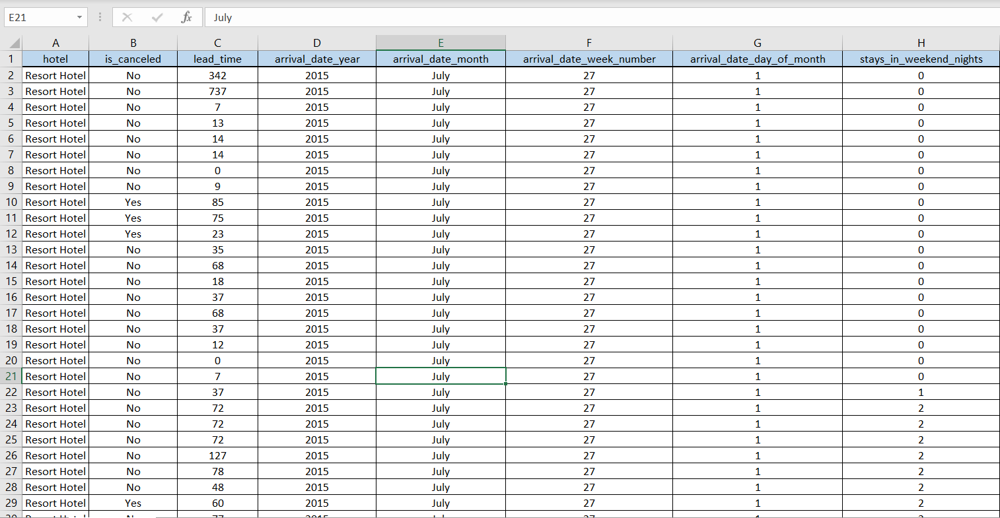 E21 fx July
A B C D E F G H
1 hotel is_canceled lead_time arrival_date_year arrival_date_month arrival_date_week_number arrival_date_day_of_month stays_in_weekend_nights
2 Resort Hotel No 342 2015 July 27 1 0
3 Resort Hotel No 737 2015 July 27 1 0
4 Resort Hotel No 7 2015 July 27 1 0
5 Resort Hotel No 13 2015 July 27 1 0
6 Resort Hotel No 14 2015 July 27 1 0
7 Resort Hotel No 14 2015 July 27 1 0
8 Resort Hotel No 0 2015 July 27 1 0
9 Resort Hotel No 9 2015 July 27 1 0
10 Resort Hotel Yes 85 2015 July 27 1 0
11 Resort Hotel Yes 75 2015 July 27 1 0
12 Resort Hotel Yes 23 2015 July 27 1 0
13 Resort Hotel No 35 2015 July 27 1 0
14 Resort Hotel No 68 2015 July 27 1 0
15 Resort Hotel No 18 2015 July 27 1 0
16 Resort Hotel No 37 2015 July 27 1 0
17 Resort Hotel No 68 2015 July 27 1 0
18 Resort Hotel No 37 2015 July 27 1 0
19 Resort Hotel No 12 2015 July 27 1 0
20 Resort Hotel No 0 2015 July 27 1 0
21 Resort Hotel No 7 2015 July 27 1 0
22 Resort Hotel No 37 2015 July 27 1 1
23 Resort Hotel No 72 2015 July 27 1 2
24 Resort Hotel No 72 2015 July 27 1 2
25 Resort Hotel No 72 2015 July 27 1 2
26 Resort Hotel No 127 2015 July 27 1 2
27 Resort Hotel No 78 2015 July 27 1 2
28 Resort Hotel No 48 2015 July 27 1 2
29 Resort Hotel Yes 60 2015 July 27 1 2